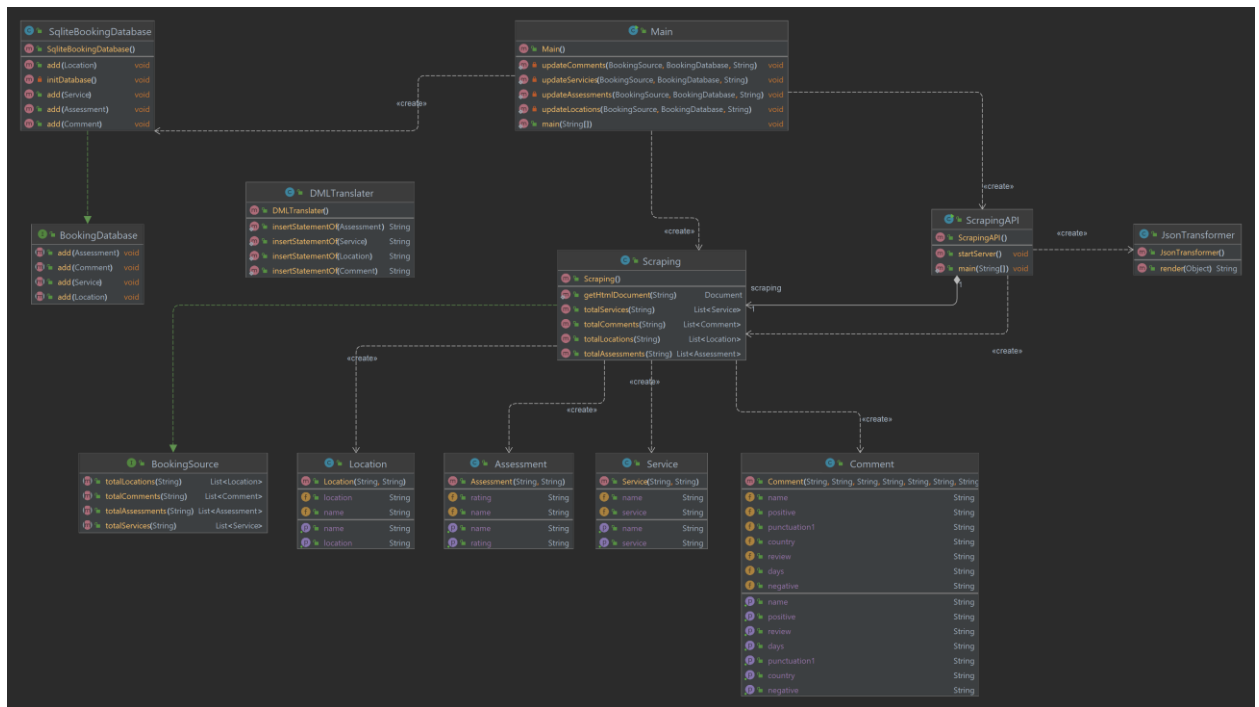 SqliteBookingDatabase
SqliteBookingDatabase()
add(Location) void
initDatabase() void
add(Service) void
add(Assessment) void
add(Comment) void
Main
Main()
updateComments(BookingSource, BookingDatabase, String) void
updateServicies(BookingSource, BookingDatabase, String) void
updateAssessments(BookingSource, BookingDatabase, String) void
updateLocations(BookingSource, BookingDatabase, String) void
main(String[]) void
«create»
«create»
DMLTranslater
DMLTranslater()
insertStatementOf(Assessment) String
insertStatementOf(Service) String
insertStatementOf(Location) String
insertStatementOf(Comment) String
BookingDatabase
add(Assessment) void
add(Comment) void
add(Service) void
add(Location) void
«create»
ScrapingAPI
ScrapingAPI()
startServer() void
main(String[]) void
«create»
JsonTransformer
JsonTransformer()
render(Object) String
Scraping
Scraping()
getHtmlDocument(String) Document
totalServices(String) List<Service>
totalComments(String) List<Comment>
totalLocations(String) List<Location>
totalAssessments(String) List<Assessment>
scraping
1
1
«create»
«create»
«create»
«create»
«create»
BookingSource
totalLocations(String) List<Location>
totalComments(String) List<Comment>
totalAssessments(String) List<Assessment>
totalServices(String) List<Service>
Location
Location(String, String)
location String
name String
name String
location String
Assessment
Assessment(String, String)
rating String
name String
name String
rating String
Service
Service(String, String)
name String
service String
name String
service String
Comment
Comment(String, String, String, String, String, String, String
name String
positive String
punctuation1 String
country String
review String
days String
negative String
name String
positive String
review String
days String
punctuation1 String
country String
negative String